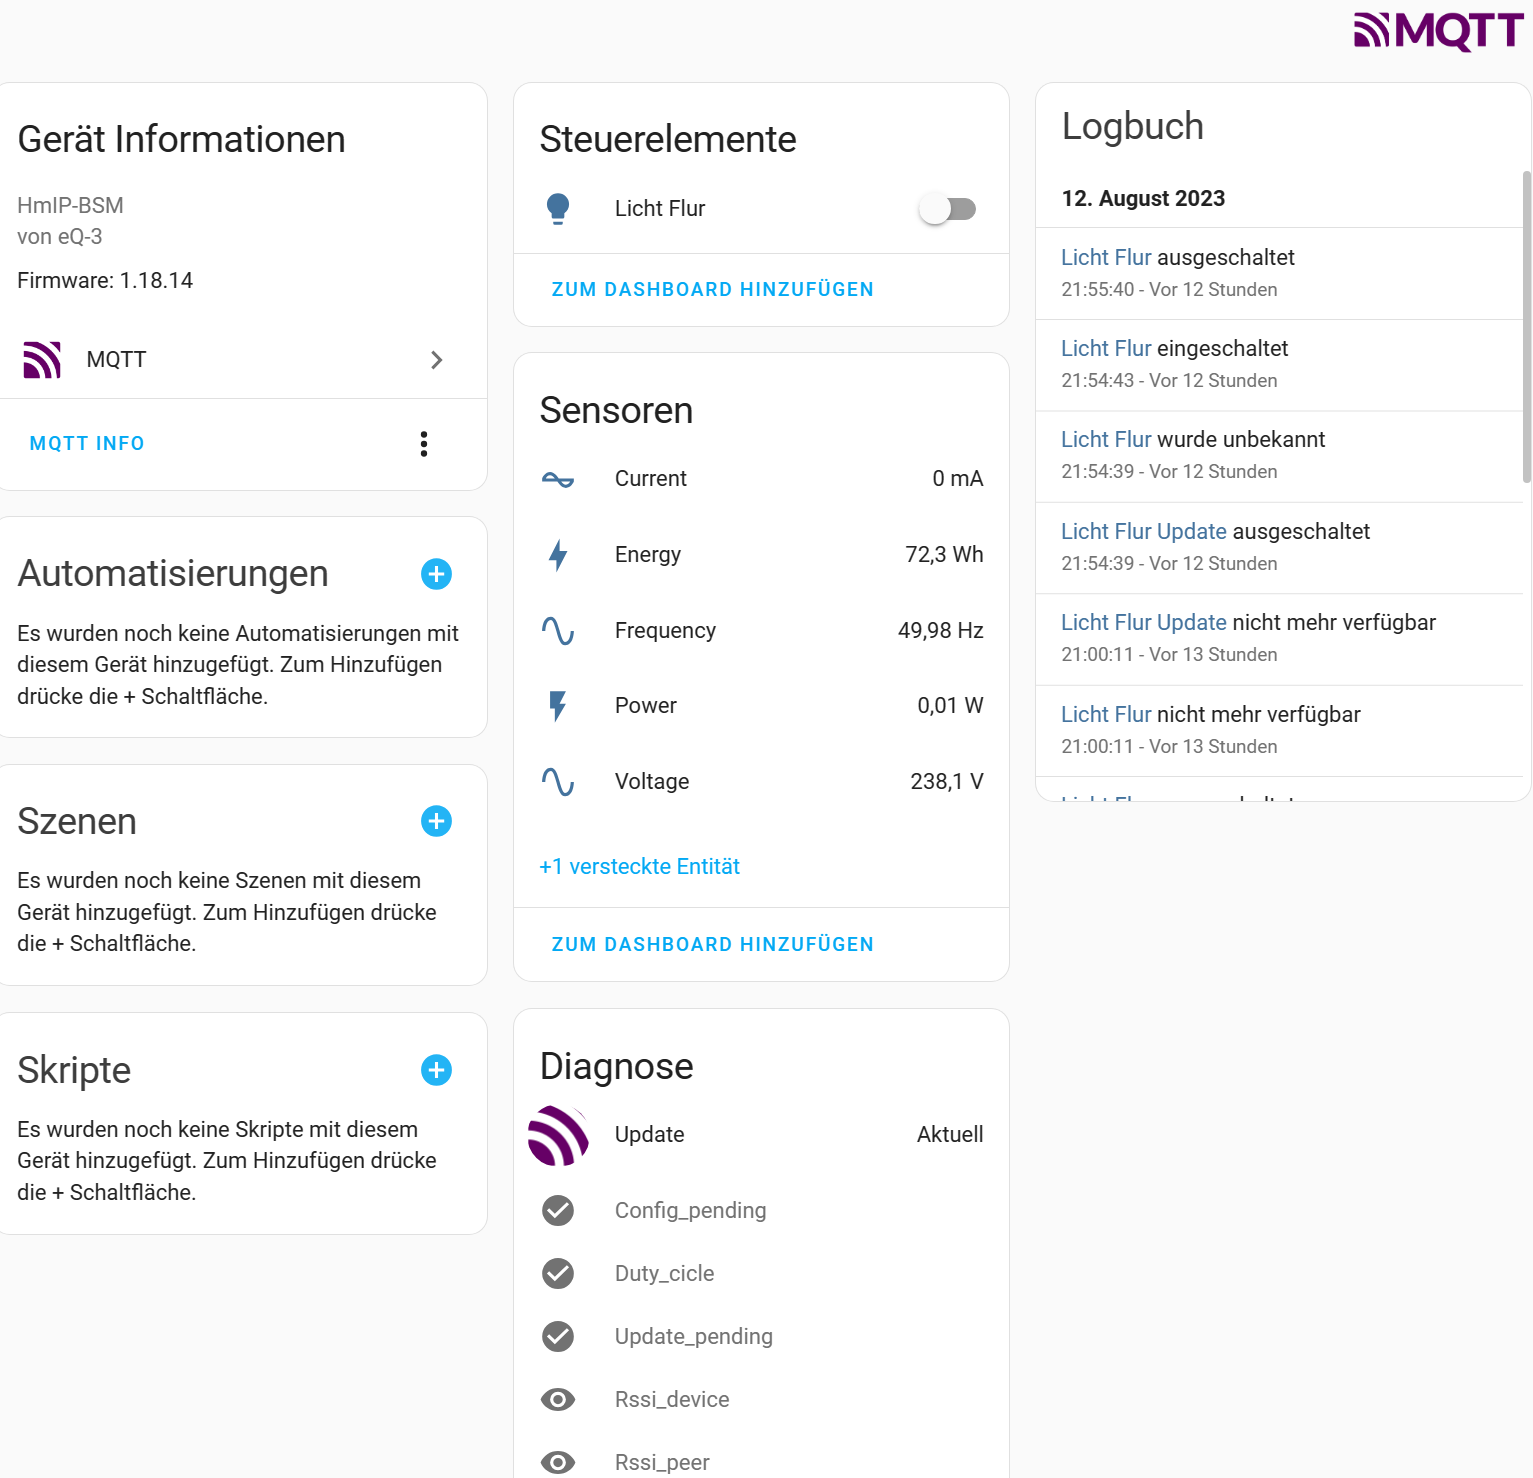 MQTT
Gerät Informationen
HmIP-BSM
von eQ-3
Firmware: 1.18.14
MQTT
MQTT INFO
Automatisierungen
Es wurden noch keine Automatisierungen mit
diesem Gerät hinzugefügt. Zum Hinzufügen
drücke die + Schaltfläche.
Szenen
Es wurden noch keine Szenen mit diesem
Gerät hinzugefügt. Zum Hinzufügen drücke
die + Schaltfläche.
Skripte
Es wurden noch keine Skripte mit diesem
Gerät hinzugefügt. Zum Hinzufügen drücke
die + Schaltfläche.
Steuerelemente
Licht Flur
ZUM DASHBOARD HINZUFÜGEN
Sensoren
Current 0 mA
Energy 72,3 Wh
Frequency 49,98 Hz
Power 0,01 W
Voltage 238,1 V
+1 versteckte Entität
ZUM DASHBOARD HINZUFÜGEN
Diagnose
Update Aktuell
Config_pending
Duty_cicle
Update_pending
Rssi_device
Rssi_peer
Logbuch
12. August 2023
Licht Flur ausgeschaltet
21:55:40 - Vor 12 Stunden
Licht Flur eingeschaltet
21:54:43 - Vor 12 Stunden
Licht Flur wurde unbekannt
21:54:39 - Vor 12 Stunden
Licht Flur Update ausgeschaltet
21:54:39 - Vor 12 Stunden
Licht Flur Update nicht mehr verfügbar
21:00:11 - Vor 13 Stunden
Licht Flur nicht mehr verfügbar
21:00:11 - Vor 13 Stunden
Licht Flur